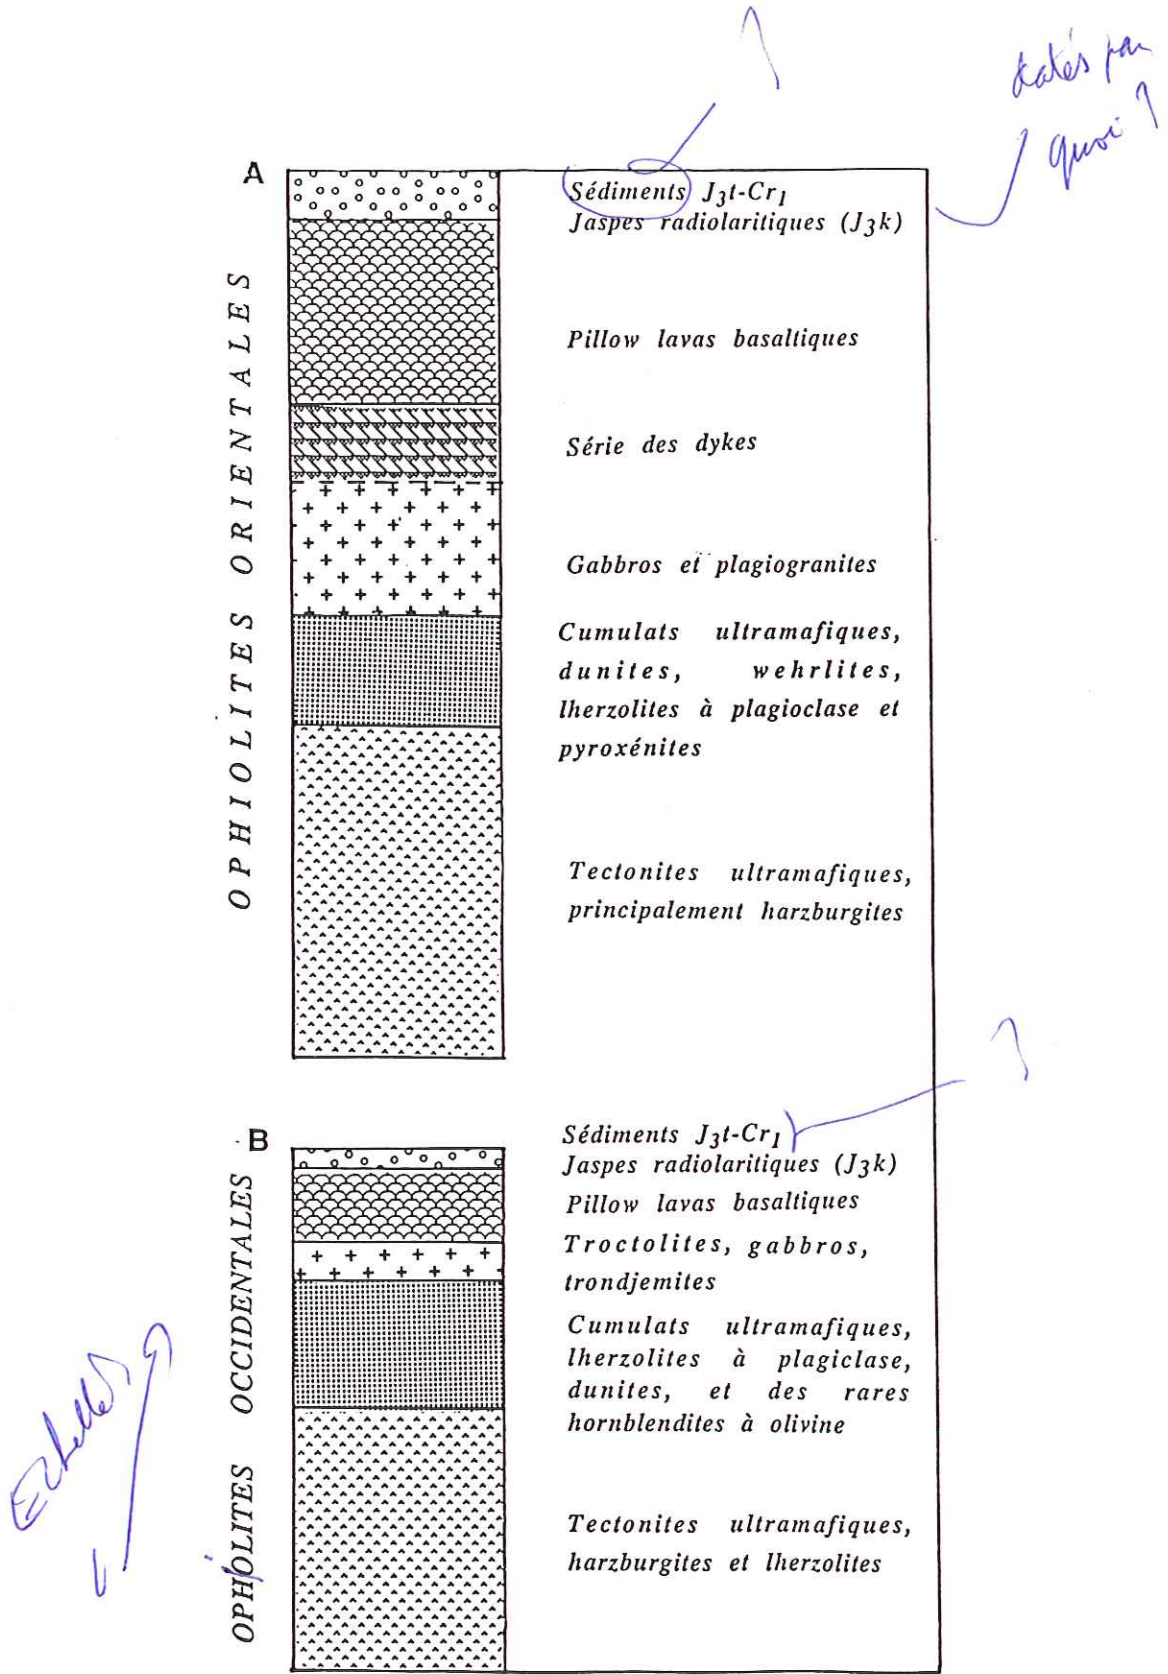 datés par
quoi ?
?
A
OPHIOLITES ORIENTALES
Sédiments J3t-Cr1
Jaspes radiolaritiques (J3k)
Pillow lavas basaltiques
Série des dykes
Gabbros et plagiogranites
Cumulats ultramafiques,
dunites, wehrlites,
lherzolites à plagioclase et
pyroxénites
Tectonites ultramafiques,
principalement harzburgites
?
B
OPHIOLITES OCCIDENTALES
Sédiments J3t-Cr1
Jaspes radiolaritiques (J3k)
Pillow lavas basaltiques
Troctolites, gabbros,
trondjemites
Cumulats ultramafiques,
lherzolites à plagiclase,
dunites, et des rares
hornblendites à olivine
Tectonites ultramafiques,
harzburgites et lherzolites
Echelles ?